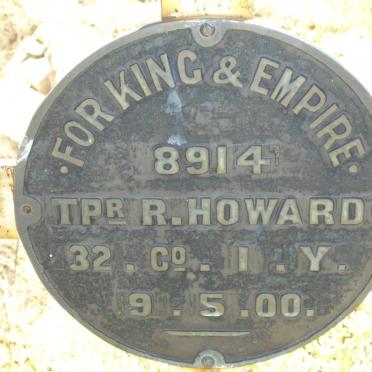 ·FOR KING & EMPIRE·
8914
TPR R. HOWARD
32. CO. I. Y.
9. 5. 00.